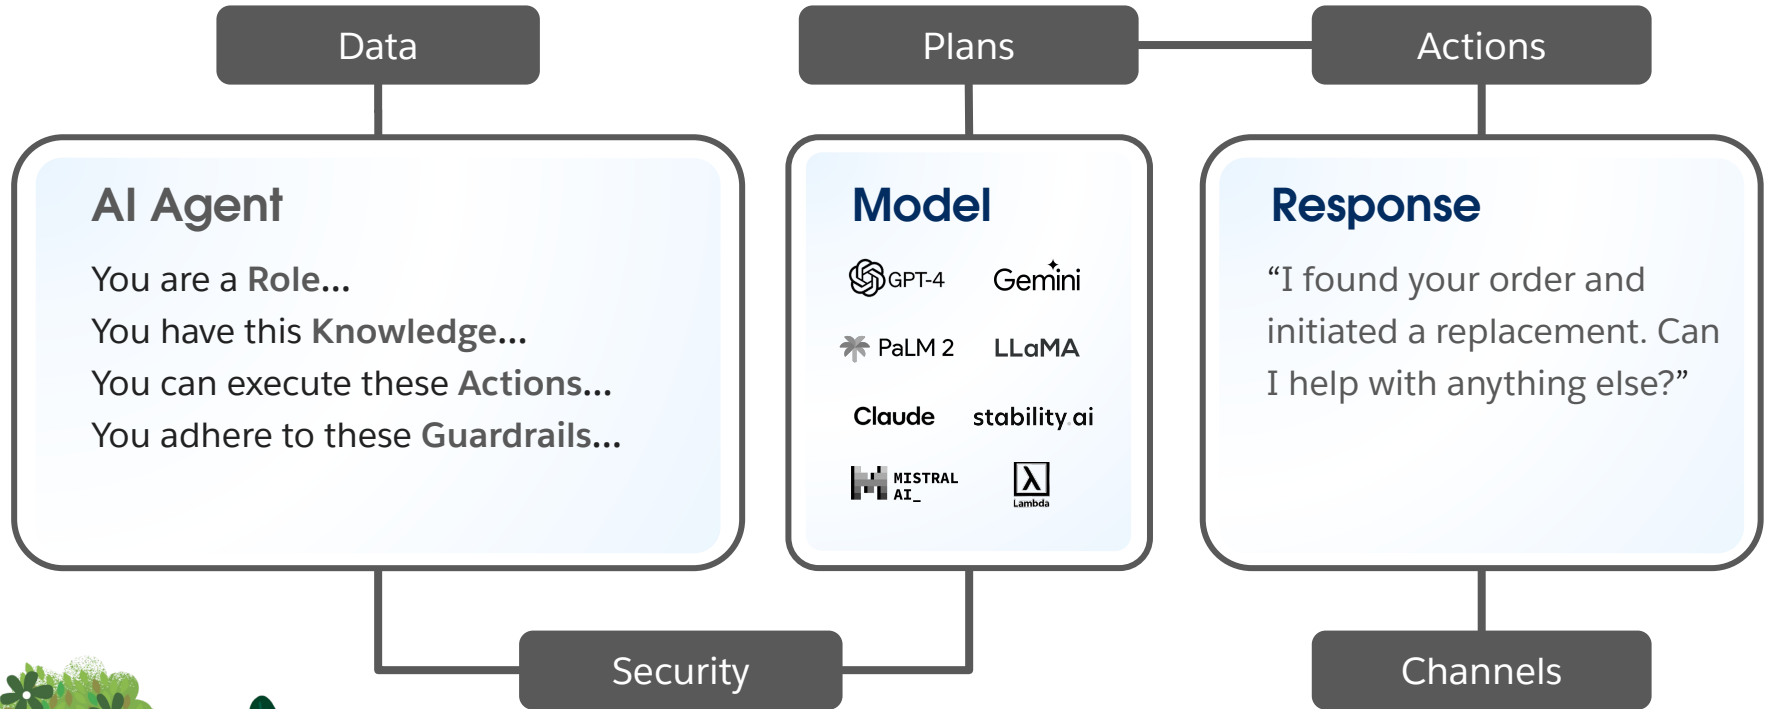 Data
Plans
Actions
AI Agent
You are a Role...
You have this Knowledge...
You can execute these Actions...
You adhere to these Guardrails...
Model
GPT-4
Gemini
PaLM 2
LLaMA
Claude
stability.ai
MISTRAL
AI_
Lambda
Response
“I found your order and
initiated a replacement. Can
I help with anything else?”
Security
Channels